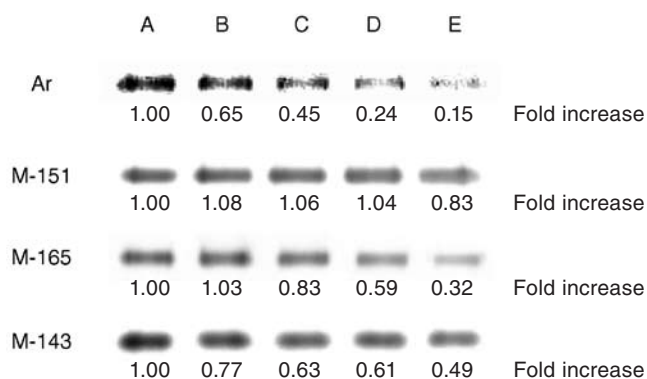 A B C D E
Ar
1.00 0.65 0.45 0.24 0.15 Fold increase
M-151
1.00 1.08 1.06 1.04 0.83 Fold increase
M-165
1.00 1.03 0.83 0.59 0.32 Fold increase
M-143
1.00 0.77 0.63 0.61 0.49 Fold increase